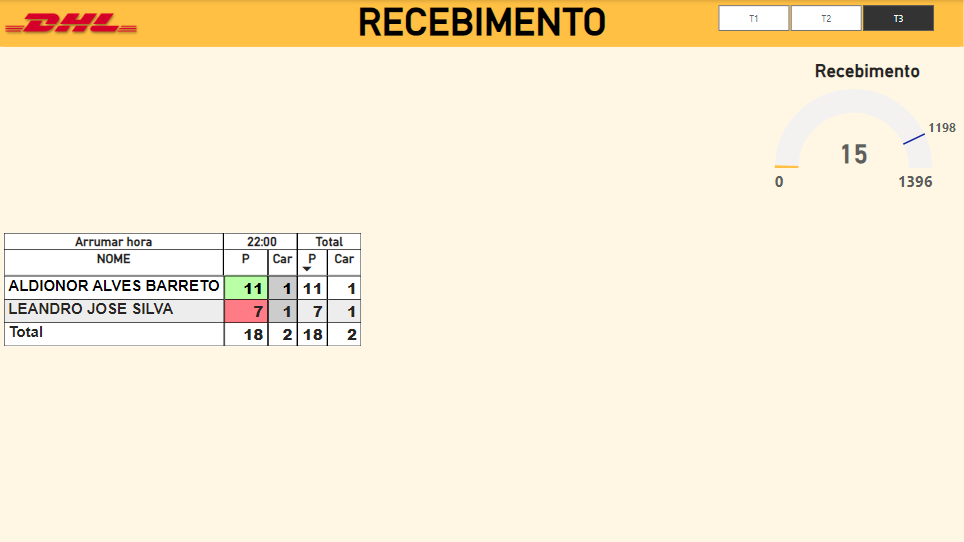 DHL RECEBIMENTO T1 T2 T3
Recebimento
1198
15
0 1396
Arrumar hora 22:00 Total
NOME P Car P Car
ALDIONOR ALVES BARRETO 11 1 11 1
LEANDRO JOSE SILVA 7 1 7 1
Total 18 2 18 2